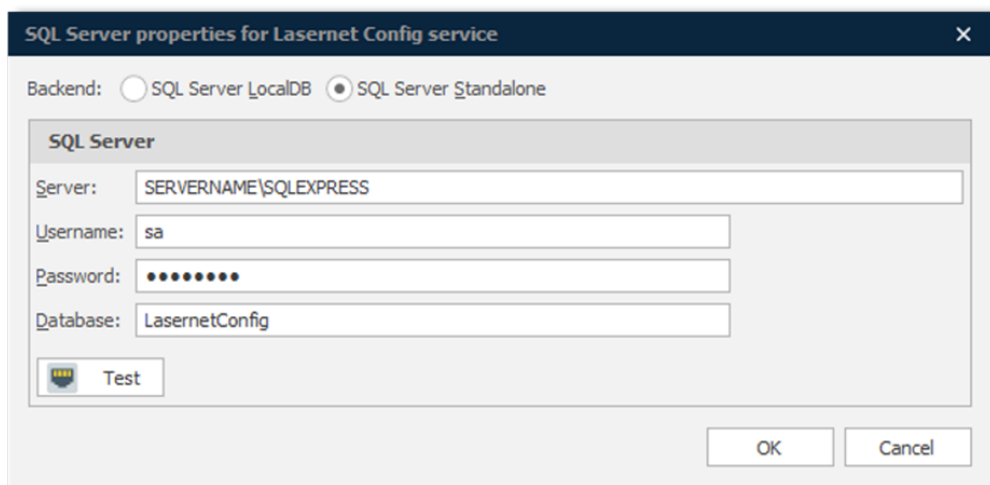 SQL Server properties for Lasernet Config service
Backend: SQL Server LocalDB SQL Server Standalone
SQL Server
Server: SERVERNAME\SQLEXPRESS
Username: sa
Password: ●●●●●●●●
Database: LasernetConfig
Test
OK Cancel